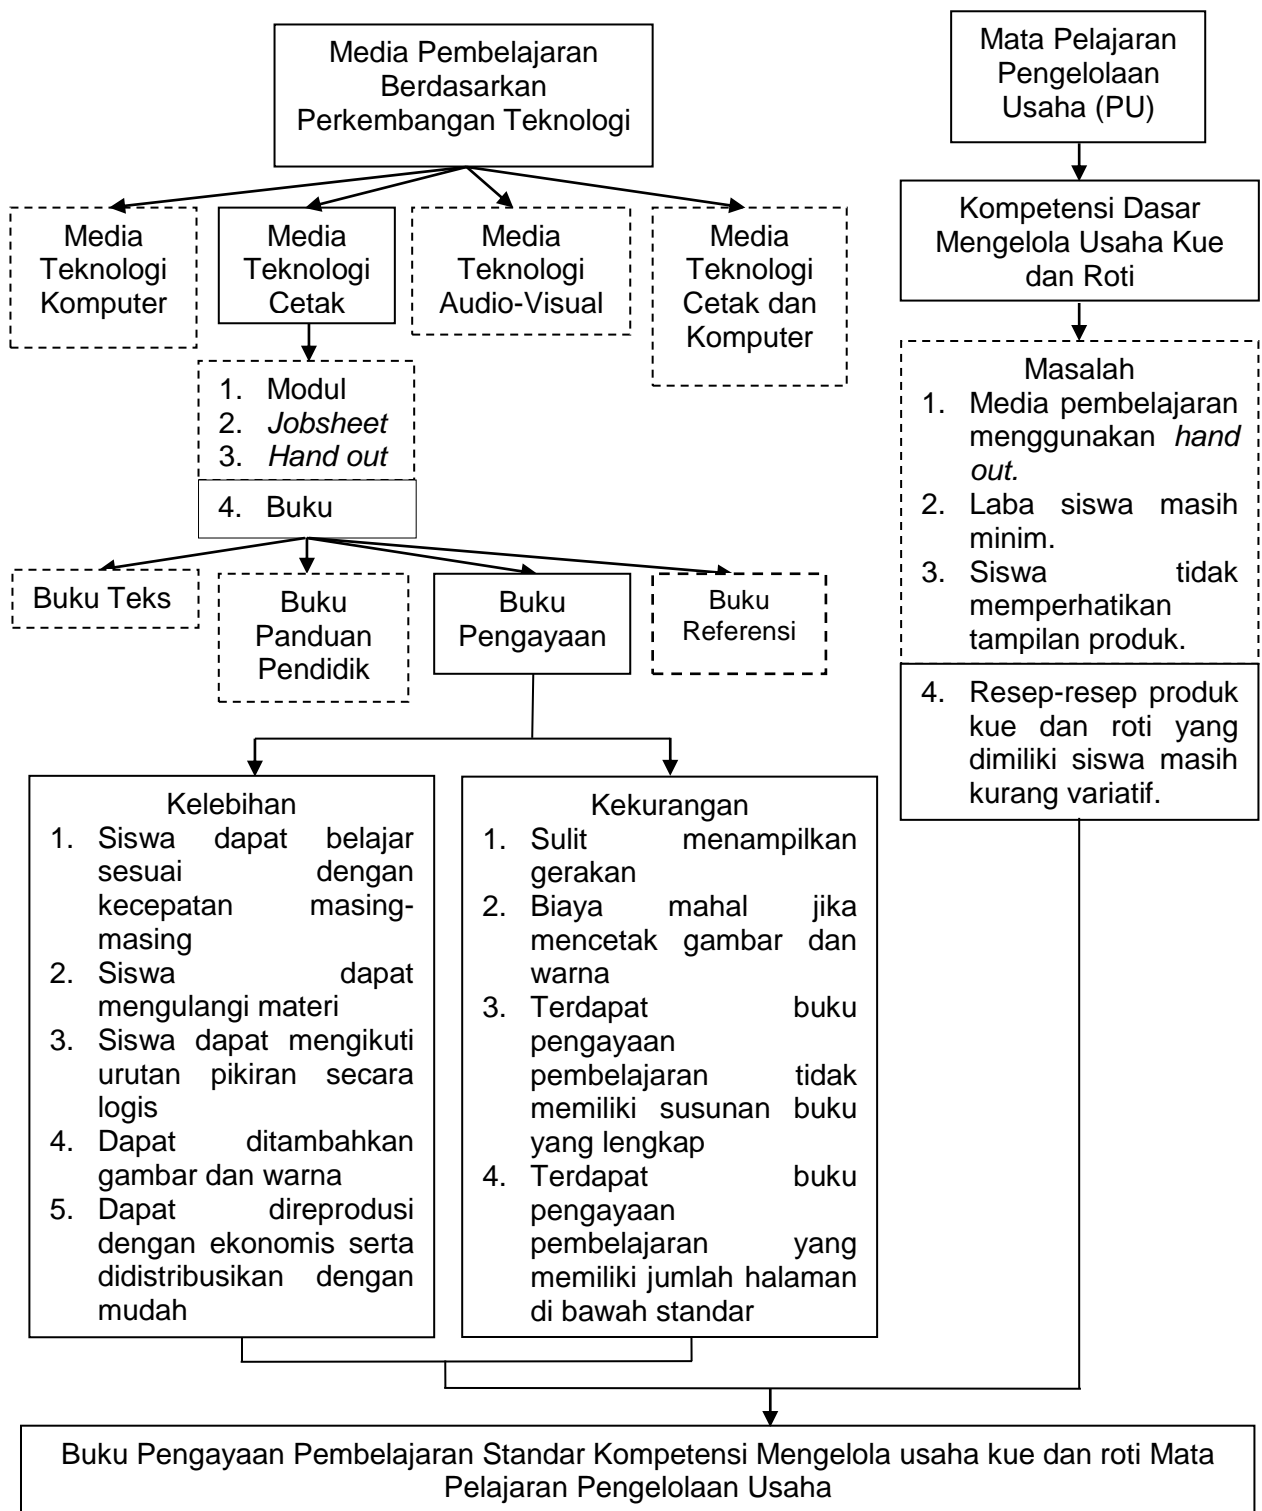 Media Pembelajaran
Berdasarkan
Perkembangan Teknologi
Mata Pelajaran
Pengelolaan
Usaha (PU)
Media
Teknologi
Komputer
Media
Teknologi
Cetak
Media
Teknologi
Audio-Visual
Media
Teknologi
Cetak dan
Komputer
Kompetensi Dasar
Mengelola Usaha Kue
dan Roti
1. Modul
2. Jobsheet
3. Hand out
4. Buku
Masalah
1. Media pembelajaran
menggunakan hand
out.
2. Laba siswa masih
minim.
3. Siswa tidak
memperhatikan
tampilan produk.
4. Resep-resep produk
kue dan roti yang
dimiliki siswa masih
kurang variatif.
Buku Teks
Buku
Panduan
Pendidik
Buku
Pengayaan
Buku
Referensi
Kelebihan
1. Siswa dapat belajar
sesuai dengan
kecepatan masing-
masing
2. Siswa dapat
mengulangi materi
3. Siswa dapat mengikuti
urutan pikiran secara
logis
4. Dapat ditambahkan
gambar dan warna
5. Dapat direprodusi
dengan ekonomis serta
didistribusikan dengan
mudah
Kekurangan
1. Sulit menampilkan
gerakan
2. Biaya mahal jika
mencetak gambar dan
warna
3. Terdapat buku
pengayaan
pembelajaran tidak
memiliki susunan buku
yang lengkap
4. Terdapat buku
pengayaan
pembelajaran yang
memiliki jumlah halaman
di bawah standar
Buku Pengayaan Pembelajaran Standar Kompetensi Mengelola usaha kue dan roti Mata
Pelajaran Pengelolaan Usaha